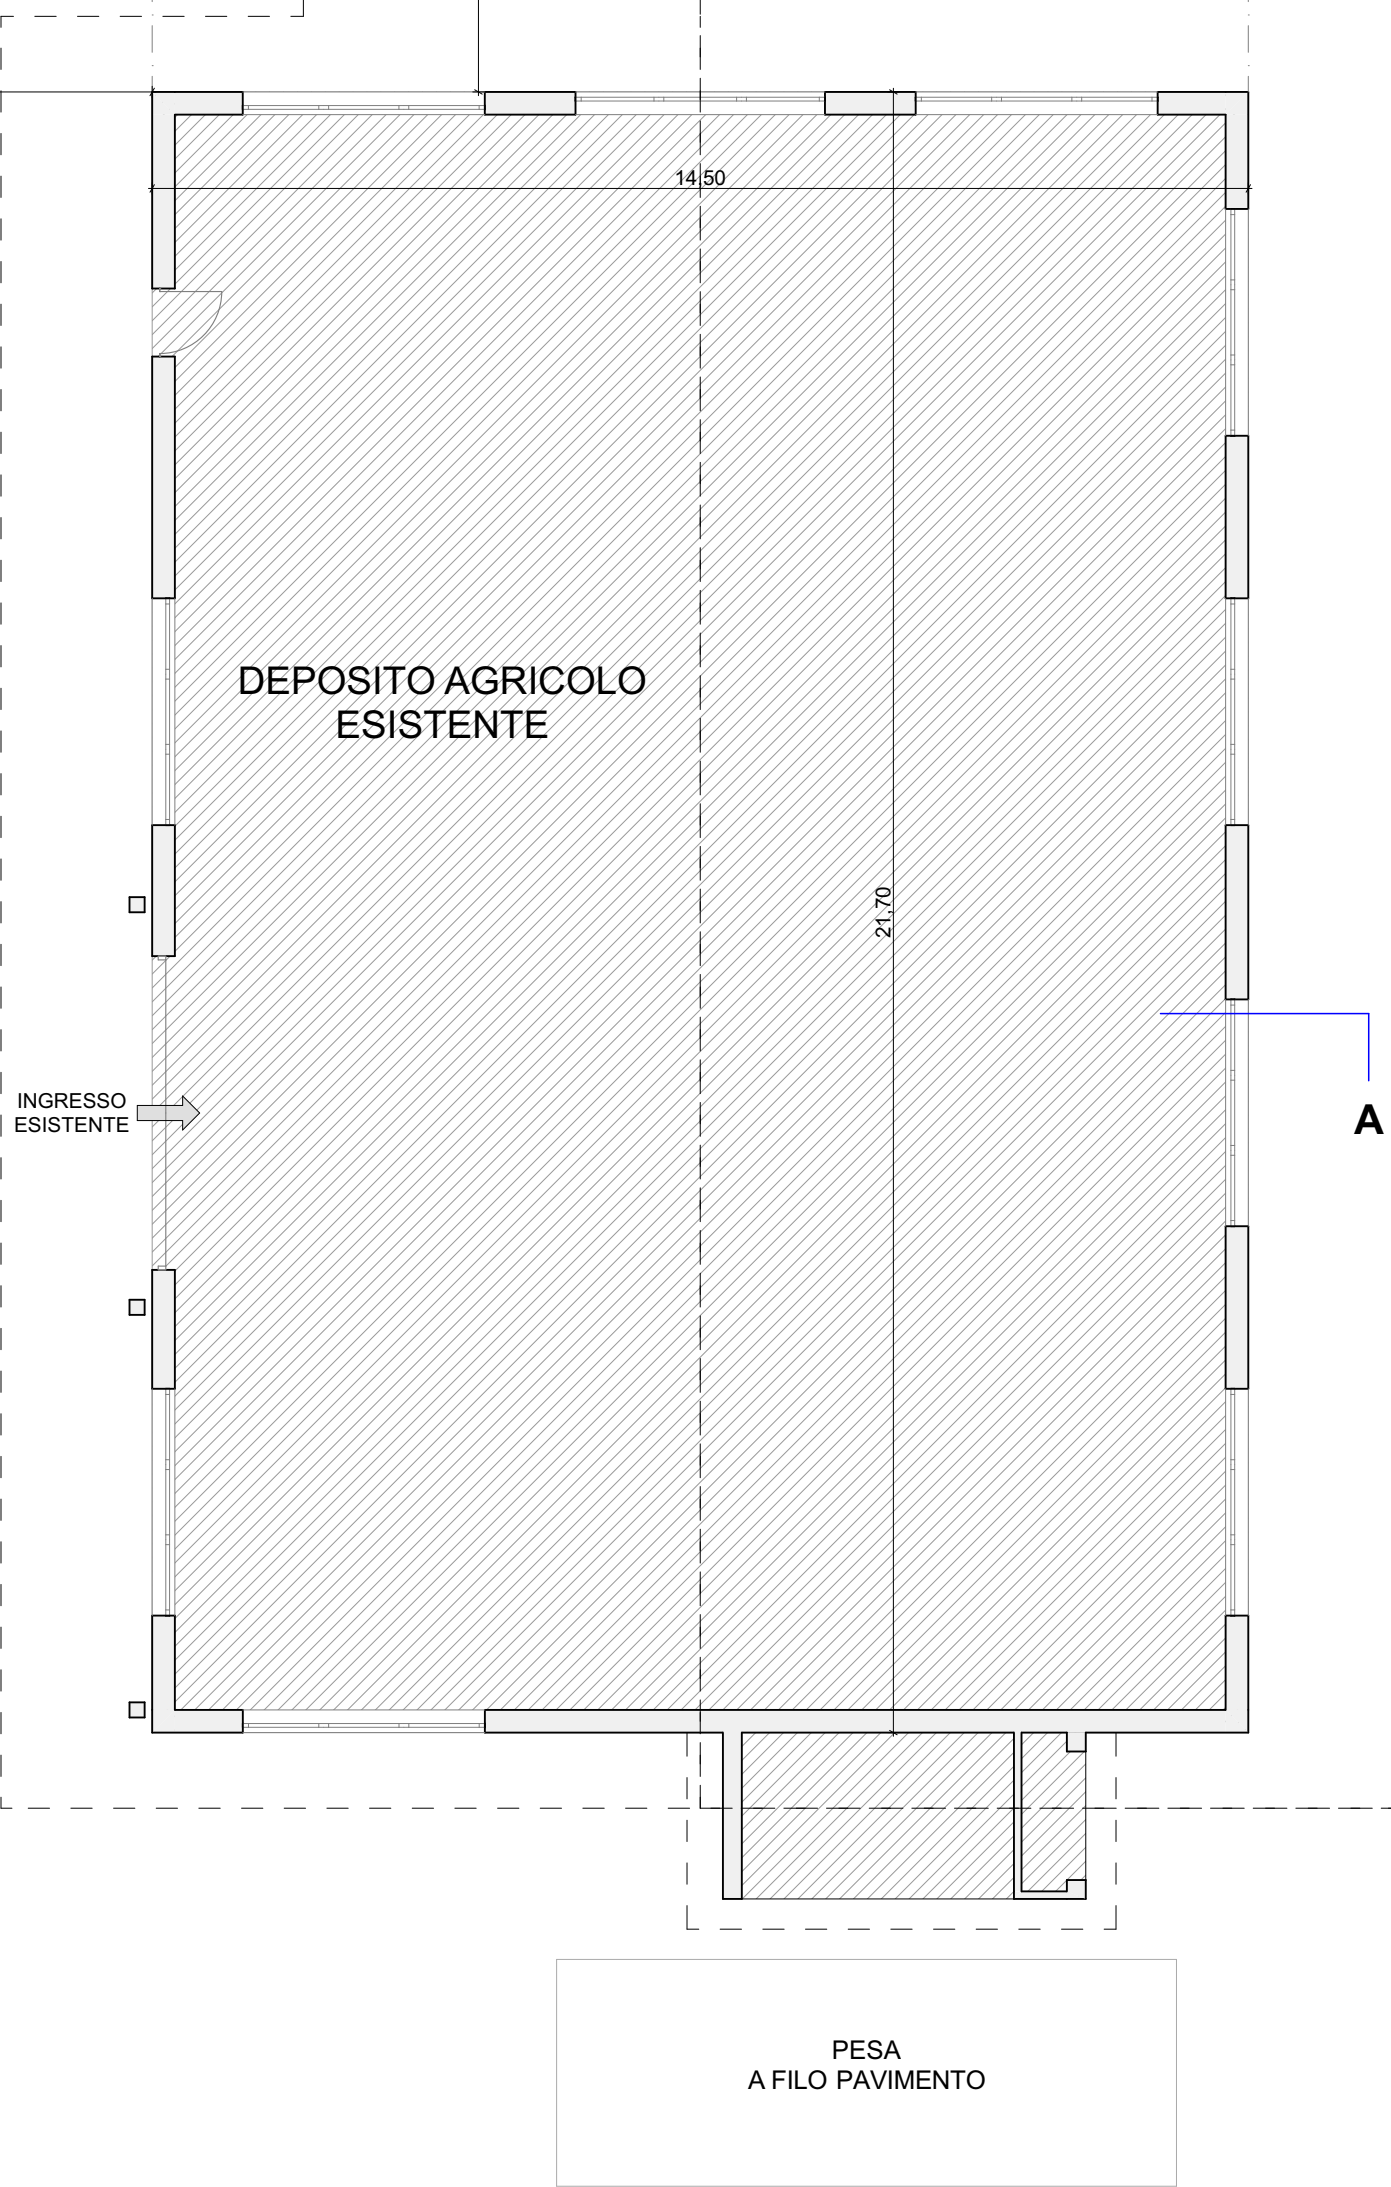 14,50
DEPOSITO AGRICOLO
ESISTENTE
21,70
INGRESSO
ESISTENTE
A
PESA
A FILO PAVIMENTO